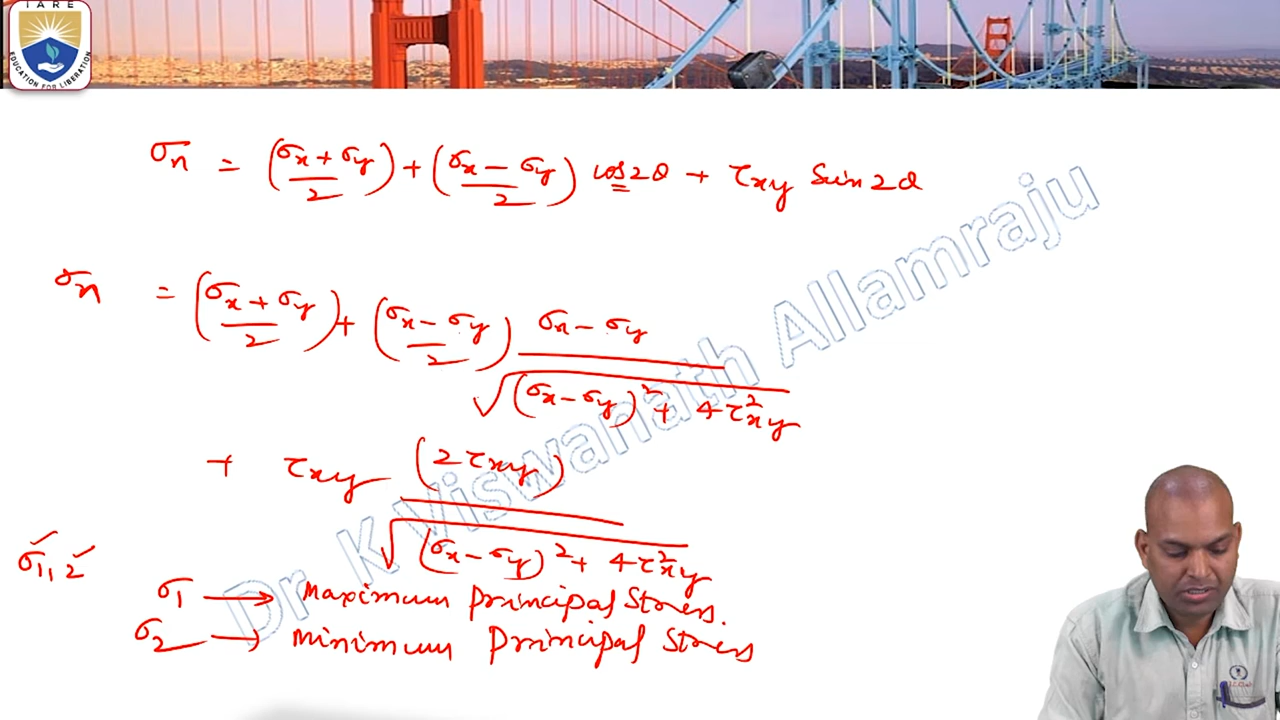 IARE
EDUCATION FOR LIBERATION
σn = (σx + σy / 2) + (σx − σy / 2) cos2θ + τxy Sin2θ
σn = (σx + σy / 2) + (σx − σy / 2) σx − σy / √(σx − σy)² + 4τ²xy
+ τxy (2τxy) / √(σx − σy)² + 4τ²xy
σ1,2
σ1 → Maximum principal Stress.
σ2 → Minimum principal Stress
Dr K Viswanath Allamraju